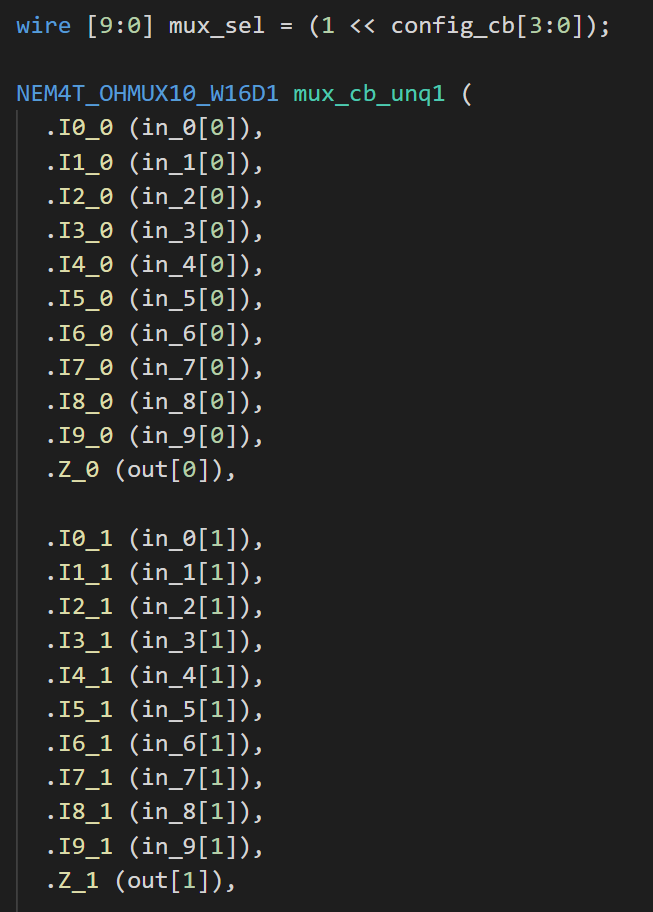 wire [9:0] mux_sel = (1 << config_cb[3:0]);
NEM4T_OHMUX10_W16D1 mux_cb_unq1 (
.I0_0 (in_0[0]),
.I1_0 (in_1[0]),
.I2_0 (in_2[0]),
.I3_0 (in_3[0]),
.I4_0 (in_4[0]),
.I5_0 (in_5[0]),
.I6_0 (in_6[0]),
.I7_0 (in_7[0]),
.I8_0 (in_8[0]),
.I9_0 (in_9[0]),
.Z_0 (out[0]),
.I0_1 (in_0[1]),
.I1_1 (in_1[1]),
.I2_1 (in_2[1]),
.I3_1 (in_3[1]),
.I4_1 (in_4[1]),
.I5_1 (in_5[1]),
.I6_1 (in_6[1]),
.I7_1 (in_7[1]),
.I8_1 (in_8[1]),
.I9_1 (in_9[1]),
.Z_1 (out[1]),